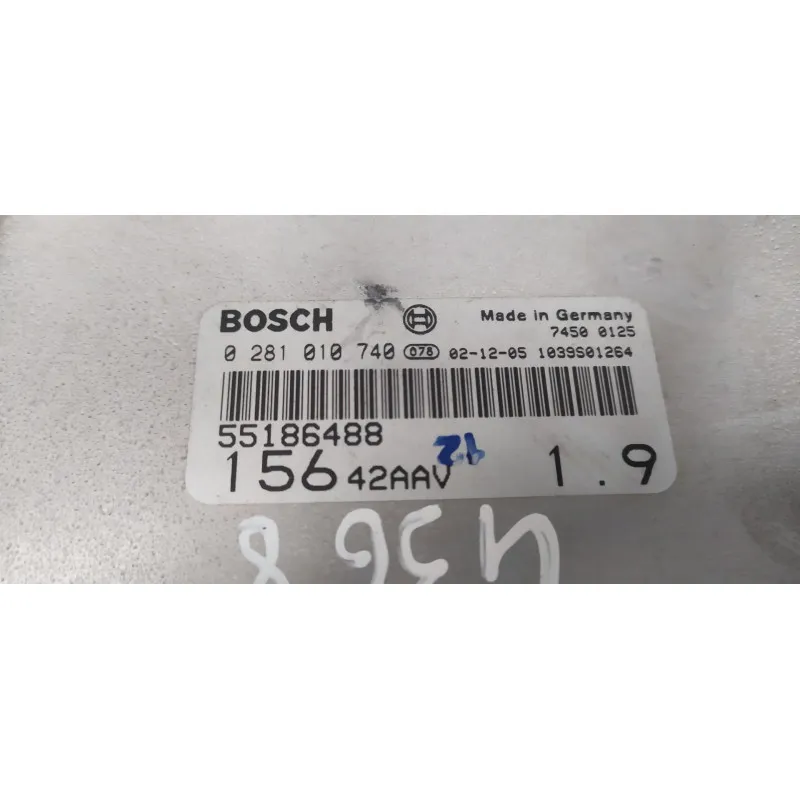 BOSCH Made in Germany
7450 0125
0 281 010 740 076 02-12-05 1039S01264
55186488
156 42AAV 1.9